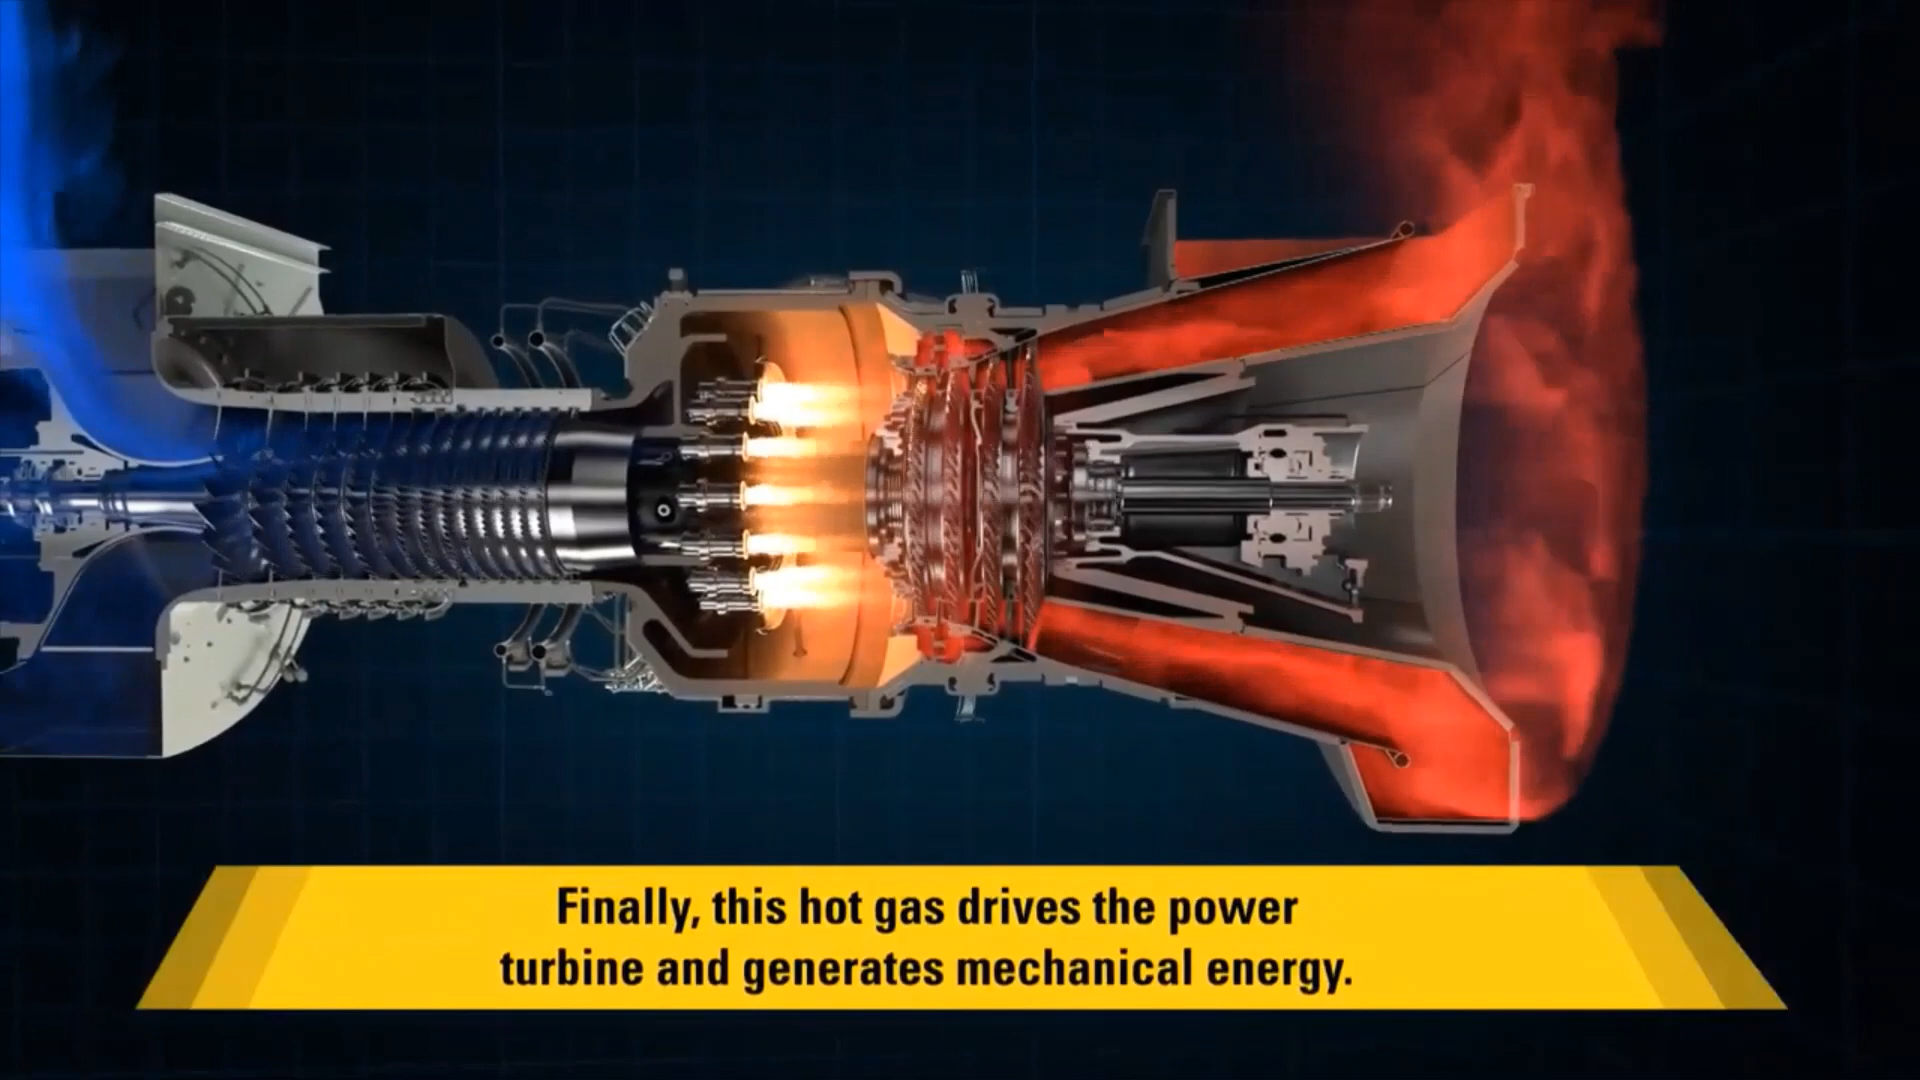 Finally, this hot gas drives the power
turbine and generates mechanical energy.